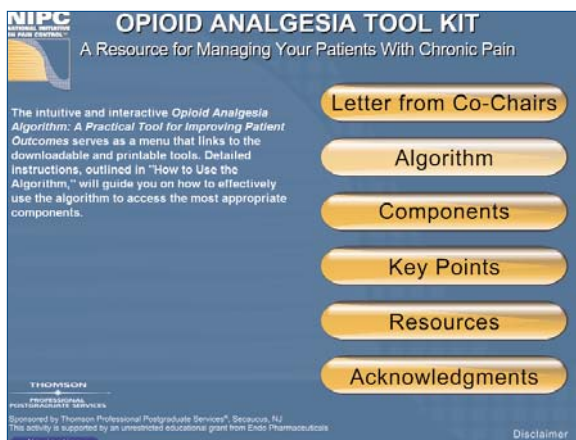 NIPC
NATIONAL INITIATIVE
IN PAIN CONTROL™
OPIOID ANALGESIA TOOL KIT
A Resource for Managing Your Patients With Chronic Pain
The intuitive and interactive Opioid Analgesia
Algorithm: A Practical Tool for Improving Patient
Outcomes serves as a menu that links to the
downloadable and printable tools. Detailed
instructions, outlined in "How to Use the
Algorithm," will guide you on how to effectively
use the algorithm to access the most appropriate
components.
Letter from Co-Chairs
Algorithm
Components
Key Points
Resources
Acknowledgments
THOMSON
PROFESSIONAL
POSTGRADUATE SERVICES
Sponsored by Thomson Professional Postgraduate Services®, Secaucus, NJ
This activity is supported by an unrestricted educational grant from Endo Pharmaceuticals
Disclaimer